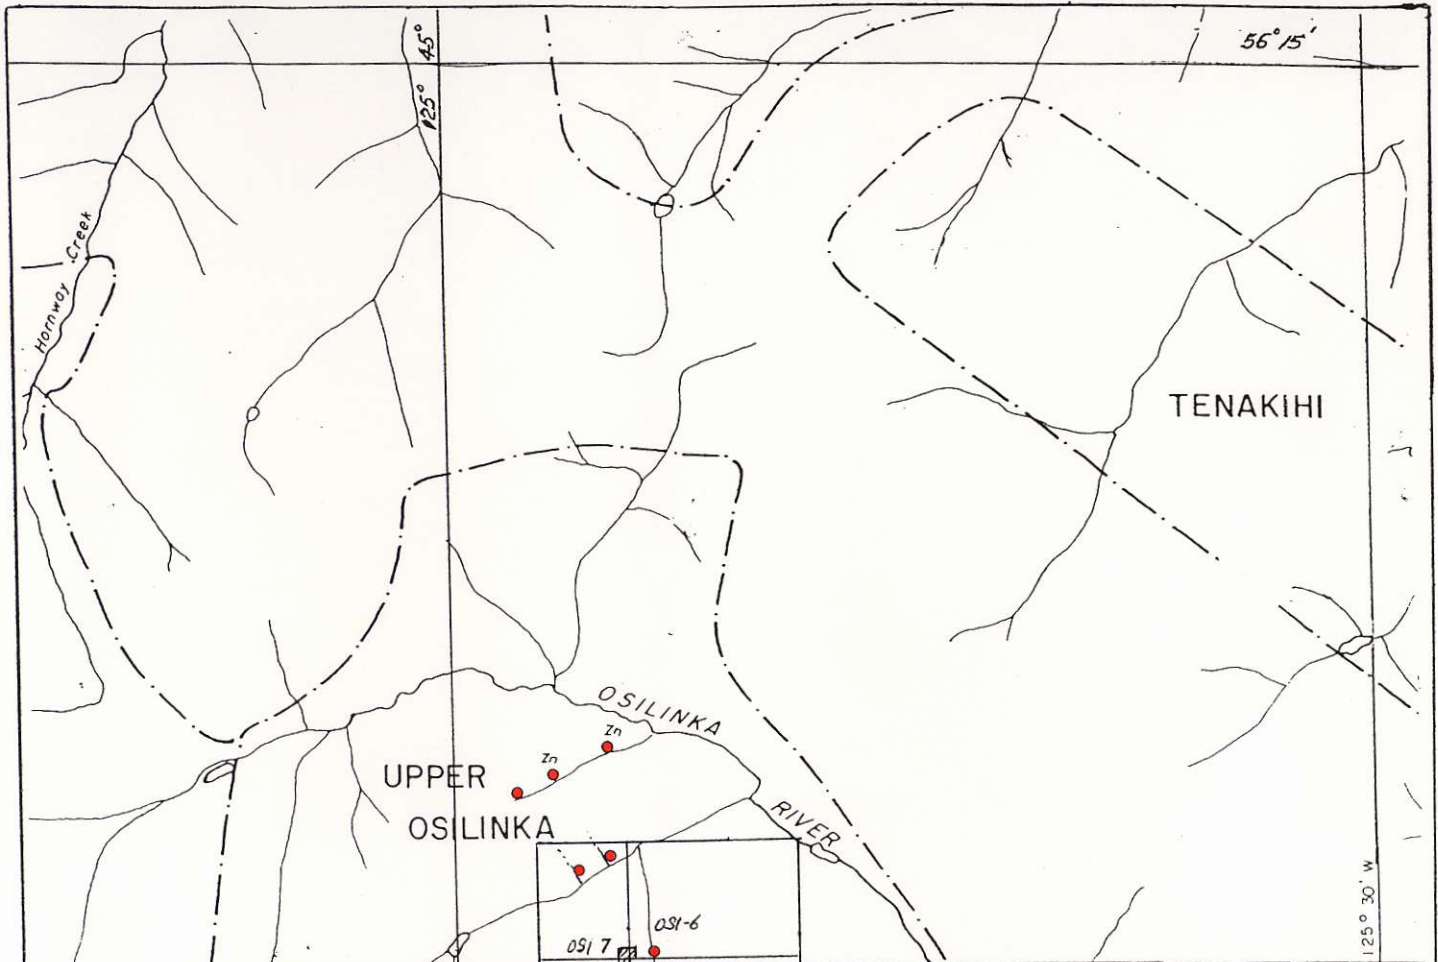 56°15'
125° 45°
Hornway Creek
TENAKIHI
OSILINKA
Zn
Zn
UPPER
OSILINKA
RIVER
OSI-6
OSI 7
125° 30' W